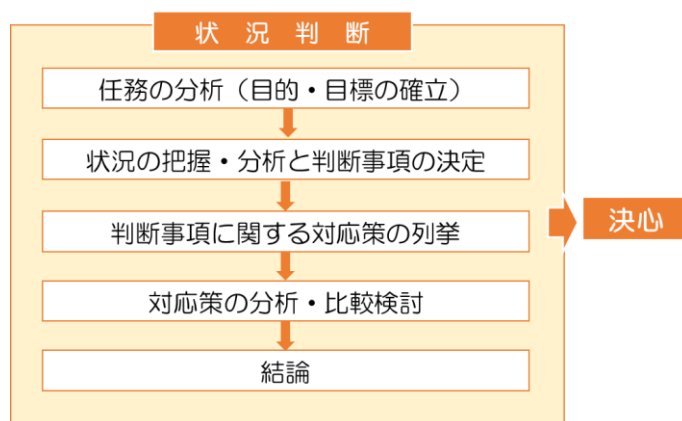 状況判断
任務の分析（目的・目標の確立）
状況の把握・分析と判断事項の決定
判断事項に関する対応策の列挙
対応策の分析・比較検討
結論
決心